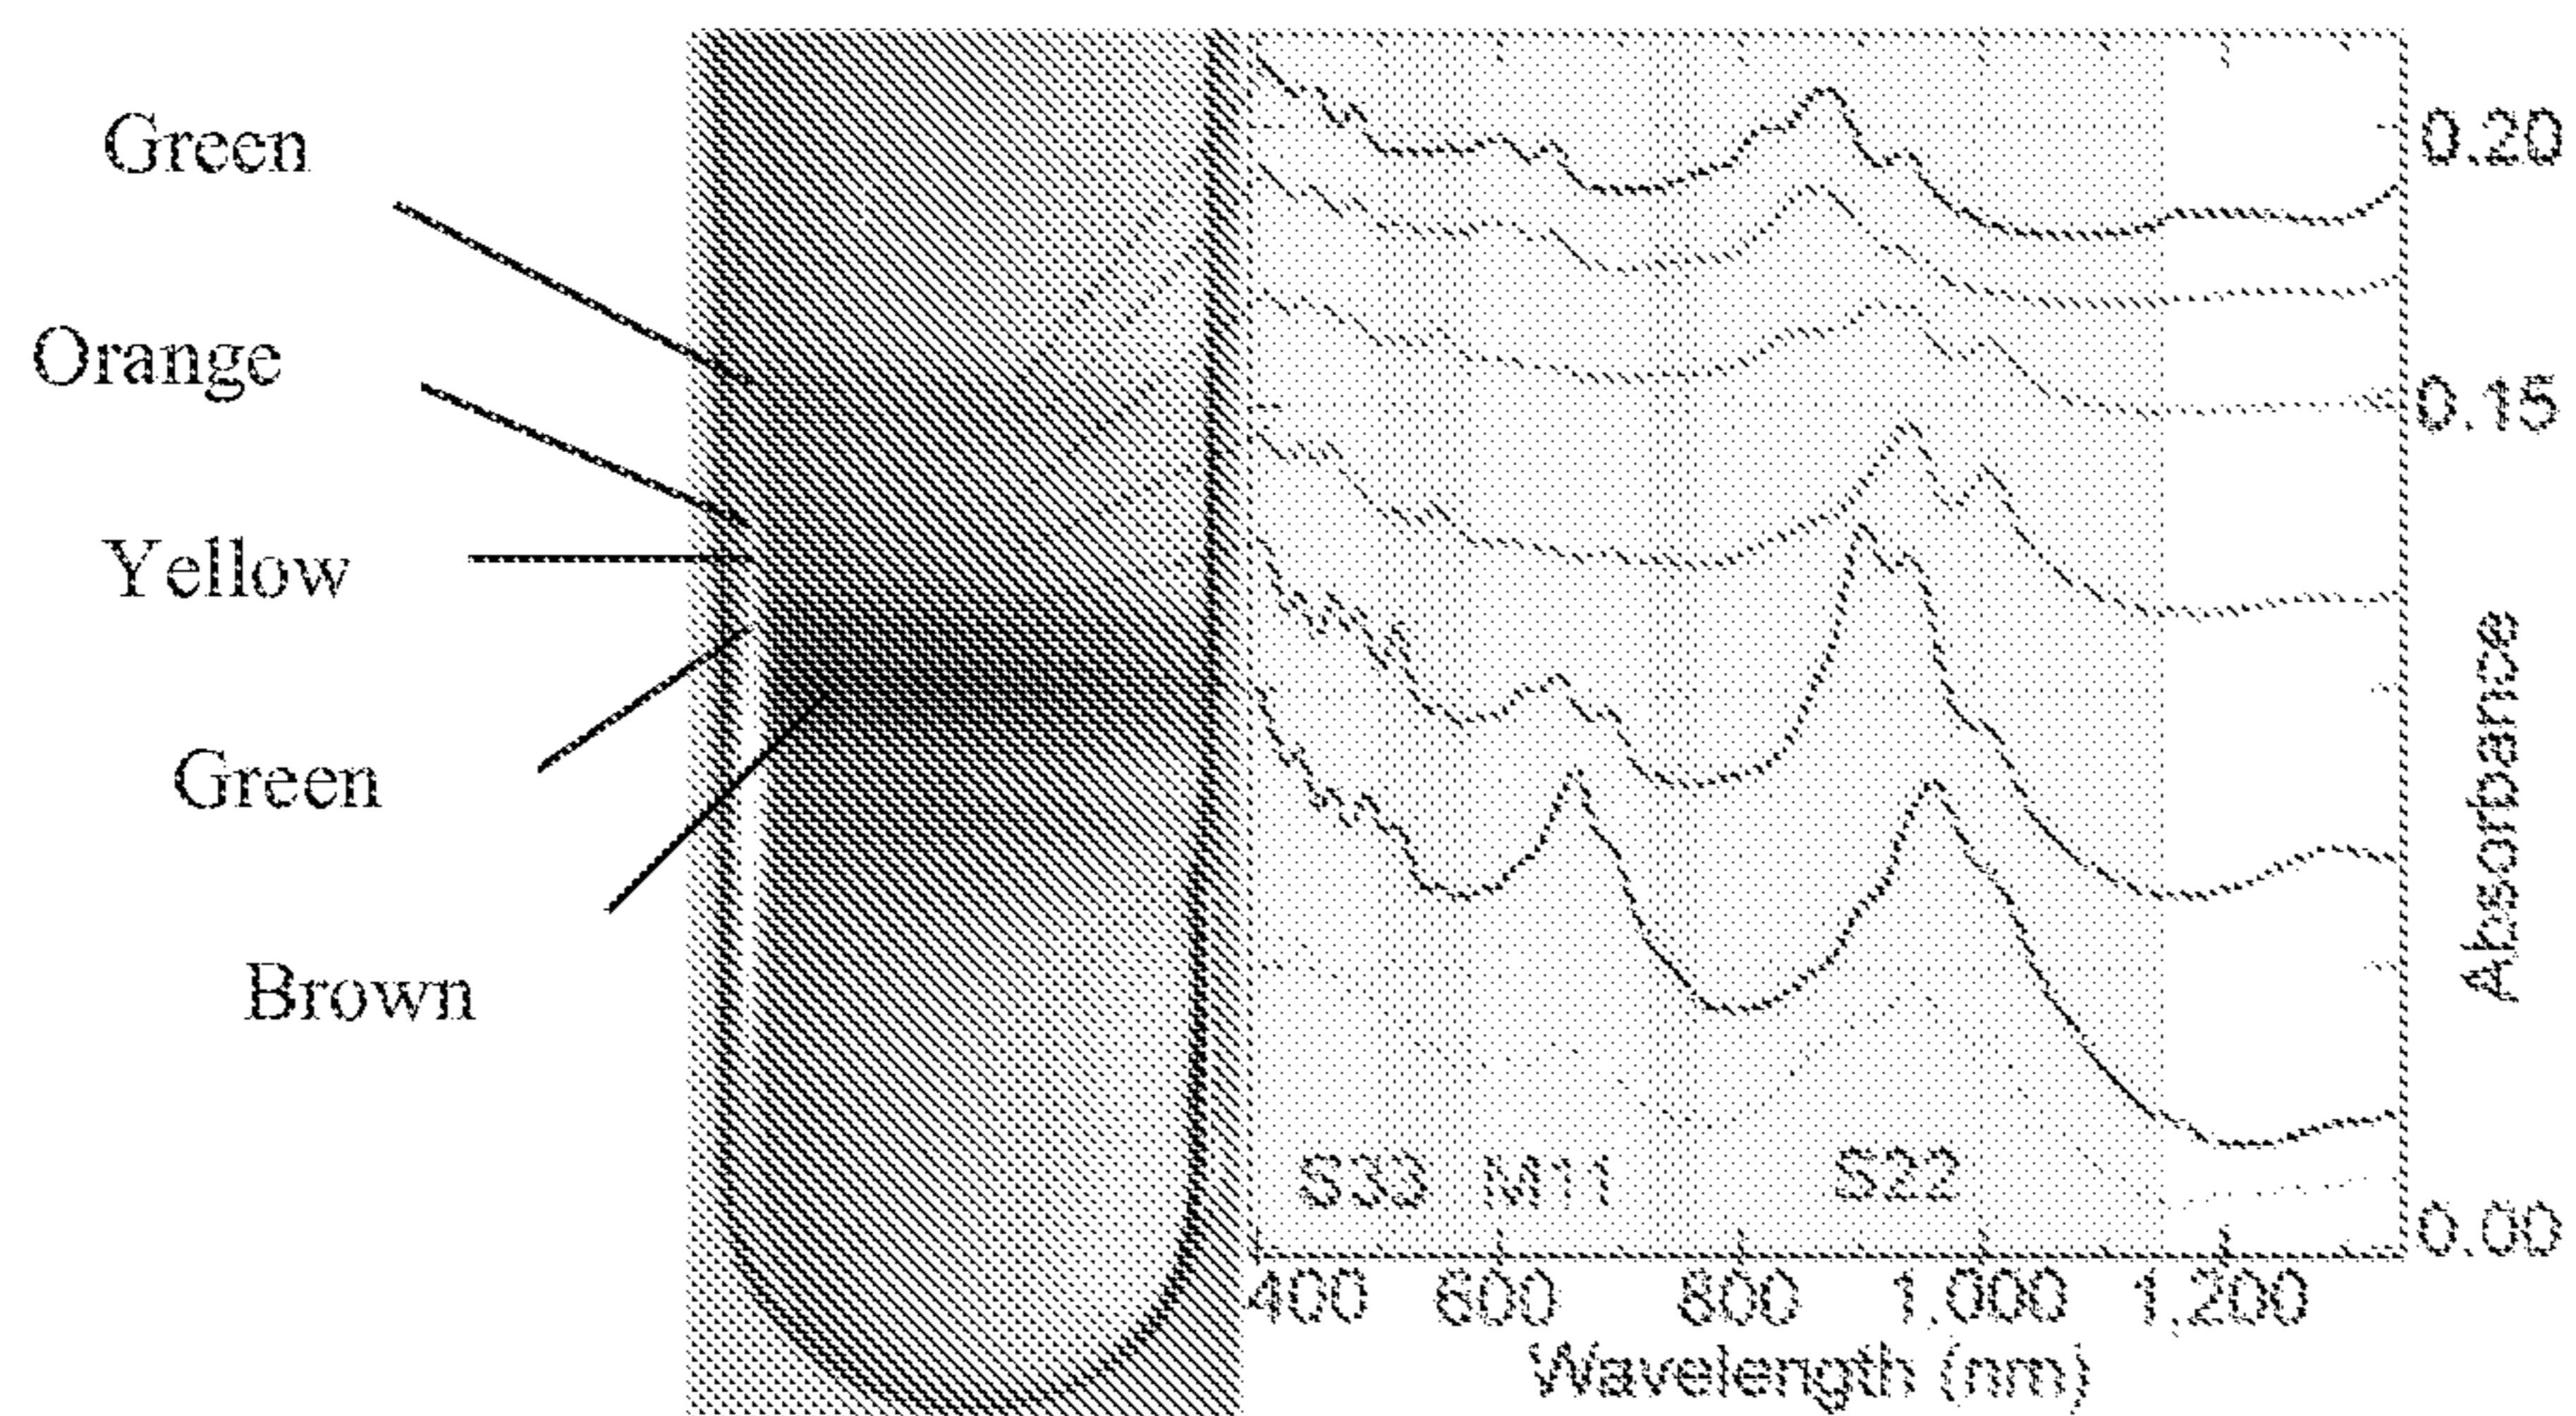 Green
Orange
Yellow
Green
Brown
0.20
0.15
0.00
Absorbance
S33 M11 S22
400 600 800 1,000 1,200
Wavelength (nm)